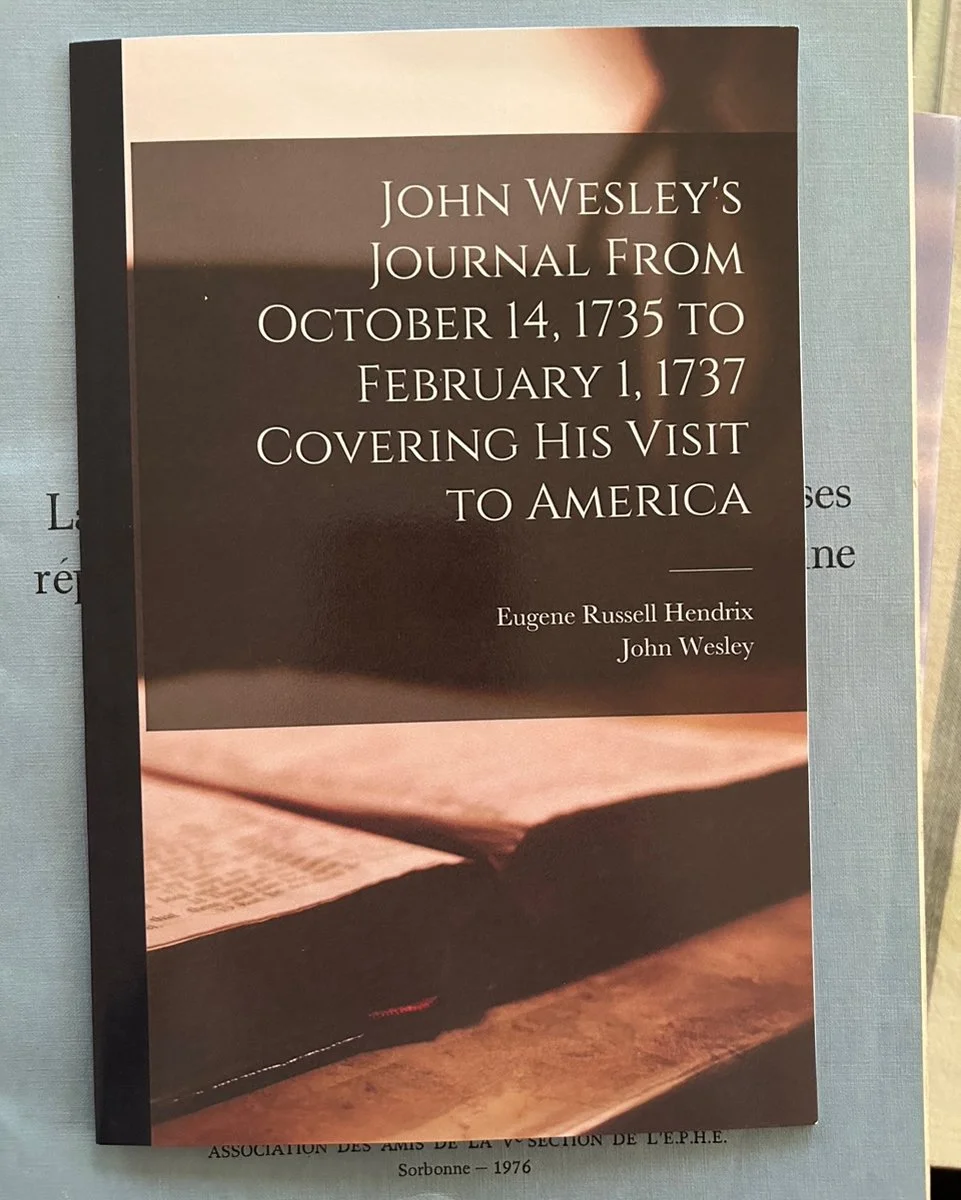 John Wesley's
Journal From
October 14, 1735 to
February 1, 1737
Covering His Visit
to America
Eugene Russell Hendrix
John Wesley
ASSOCIATION DES AMIS DE LA Vᵉ SECTION DE L'E.P.H.E.
Sorbonne — 1976